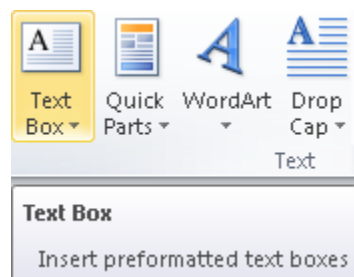 A
A
Text Quick WordArt Drop
Box Parts Cap
Text
Text Box
Insert preformatted text boxes